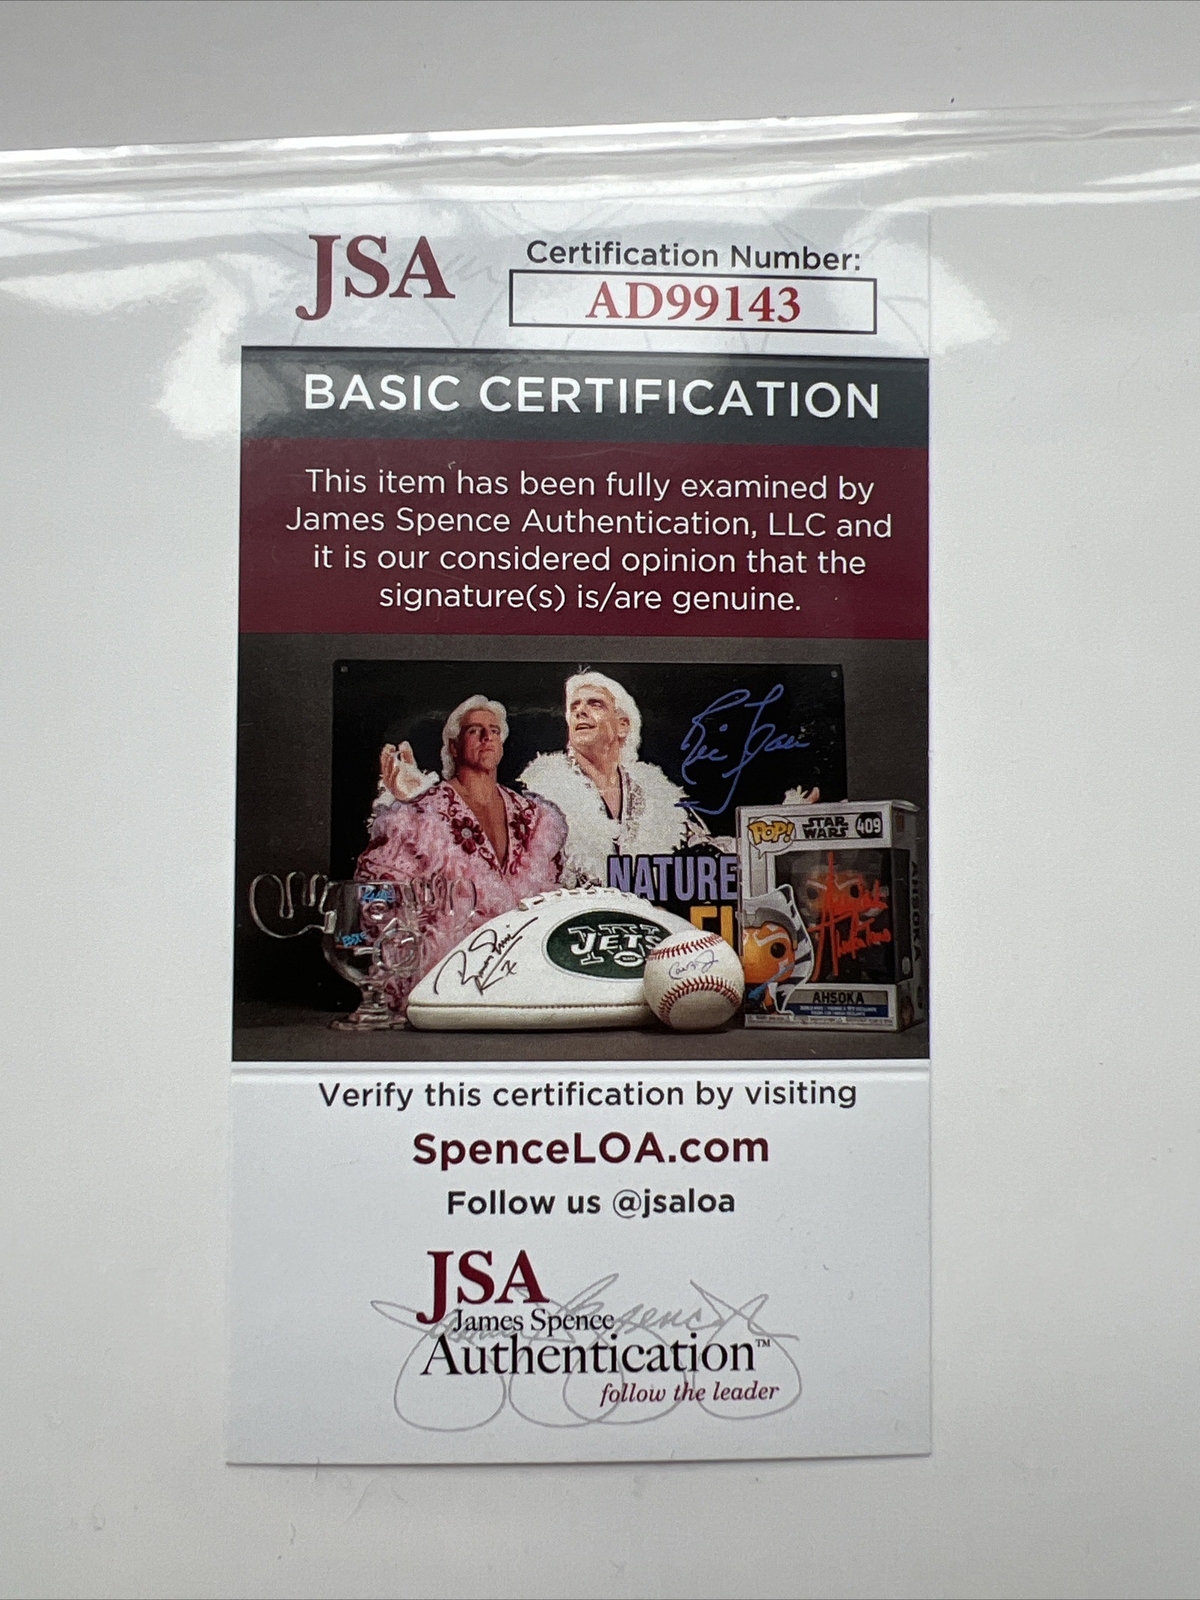 JSA
Certification Number:
AD99143
BASIC CERTIFICATION
This item has been fully examined by
James Spence Authentication, LLC and
it is our considered opinion that the
signature(s) is/are genuine.
NATURE
POP!
STAR
WARS
409
JETS
AHSOKA
AHSOKA
Verify this certification by visiting
SpenceLOA.com
Follow us @jsaloa
JSA
James Spence
Authentication™
follow the leader